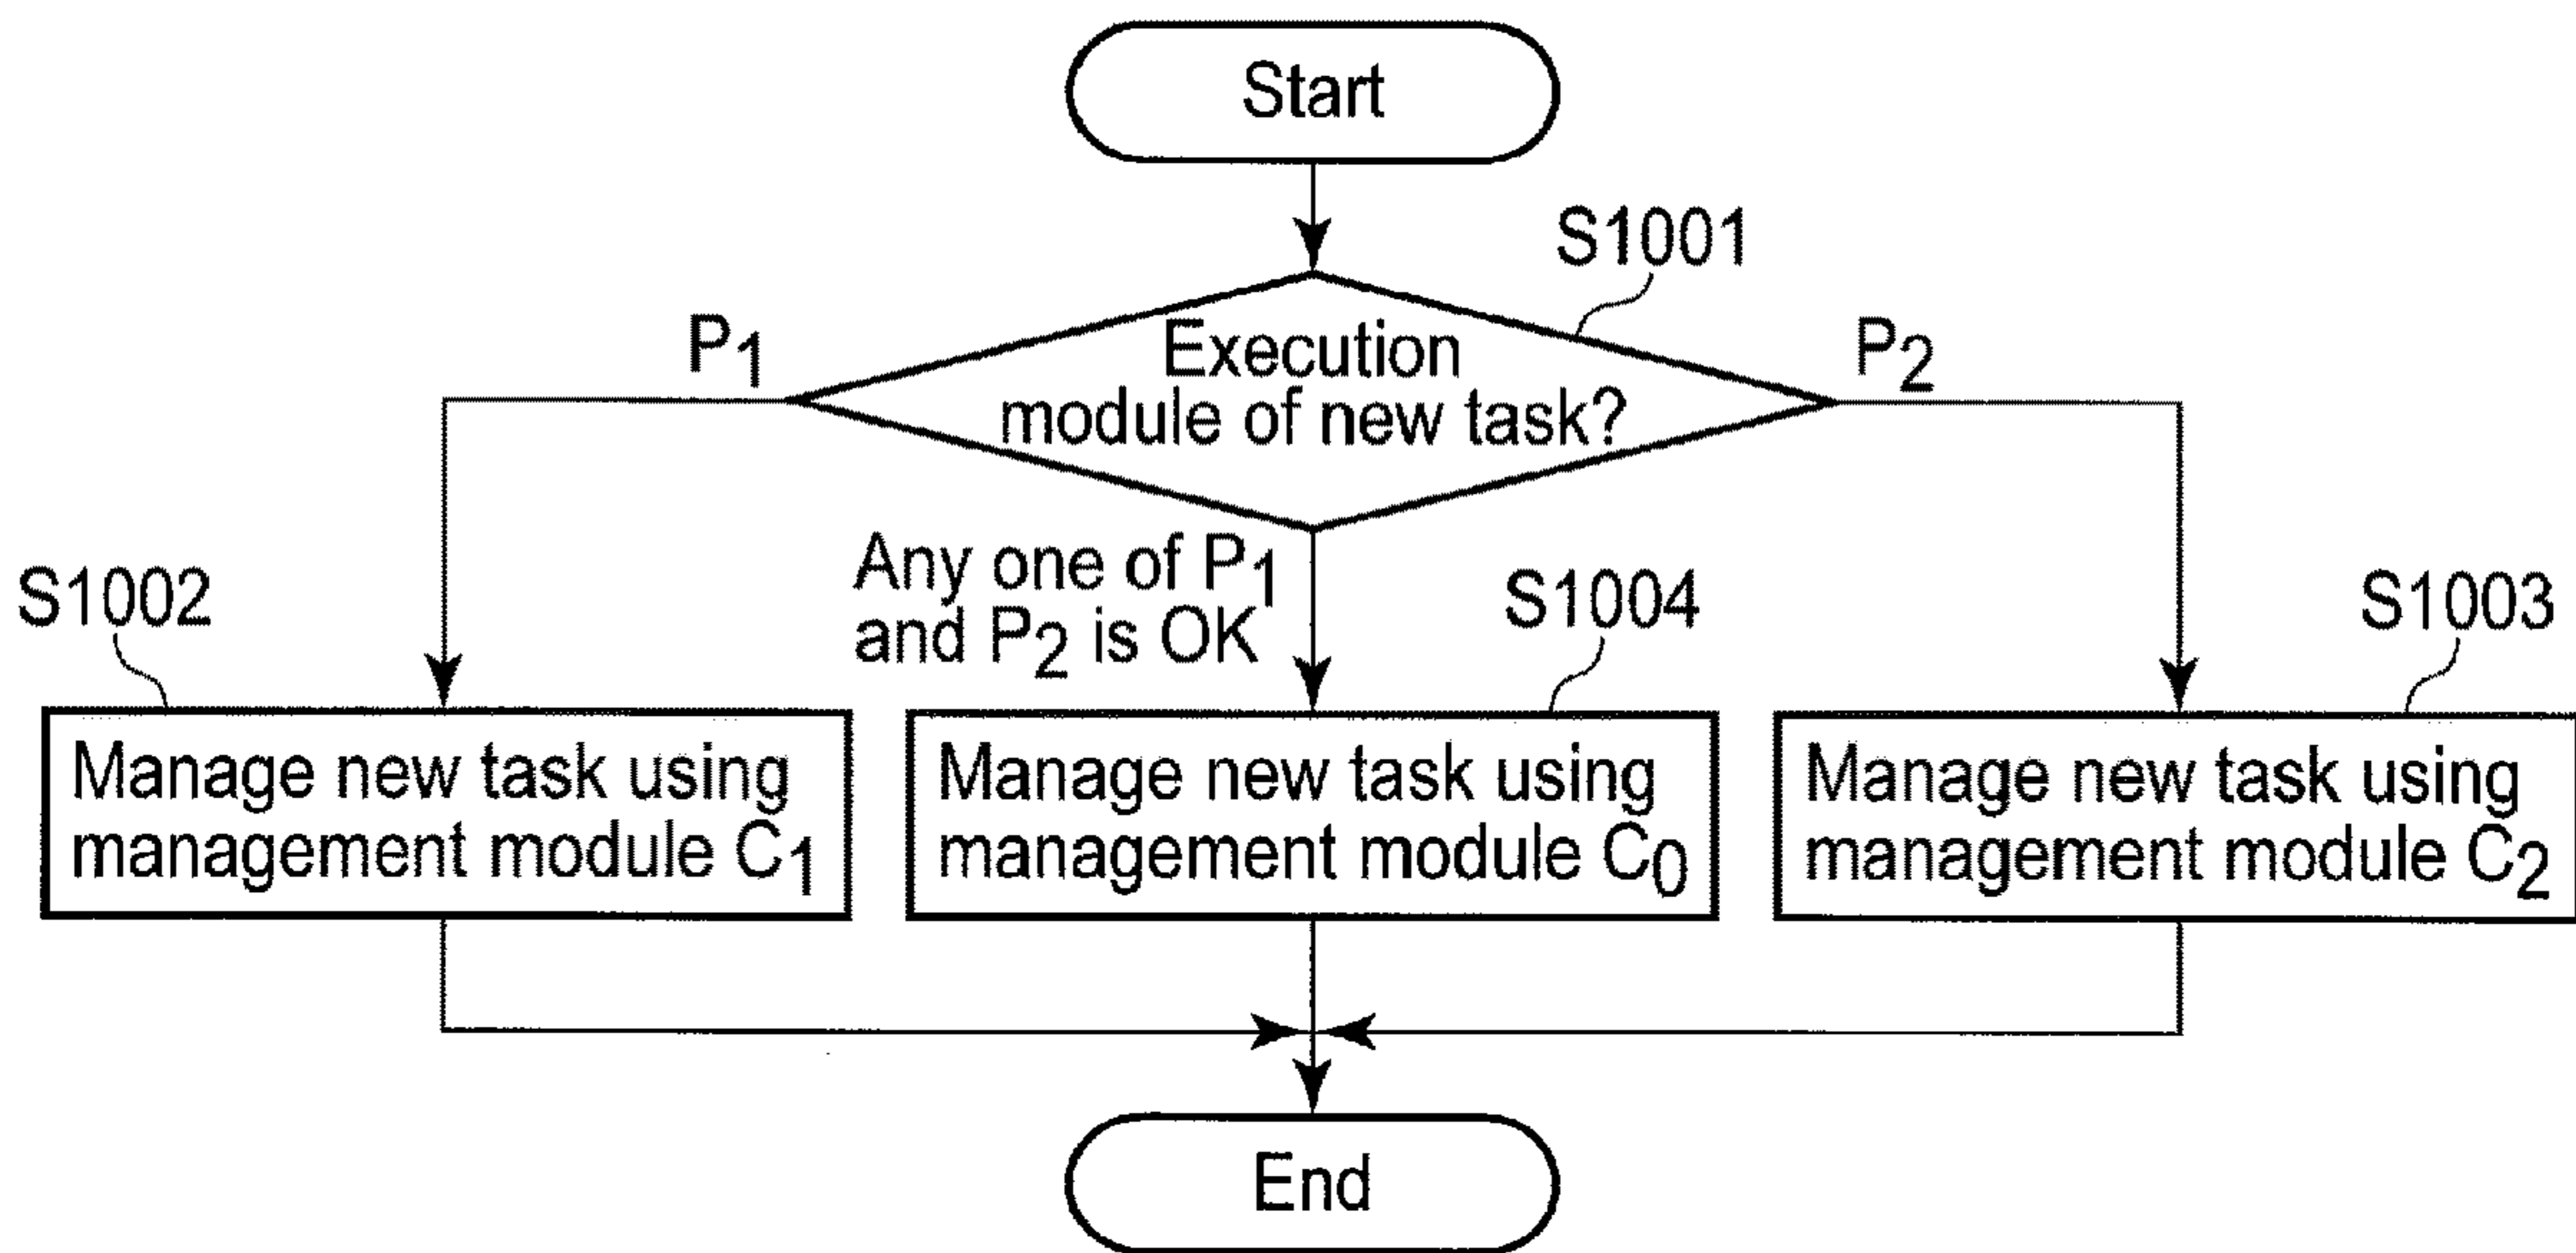 Start
S1001
P1
Execution
module of new task?
P2
Any one of P1
and P2 is OK
S1002
S1004
S1003
Manage new task using
management module C1
Manage new task using
management module C0
Manage new task using
management module C2
End